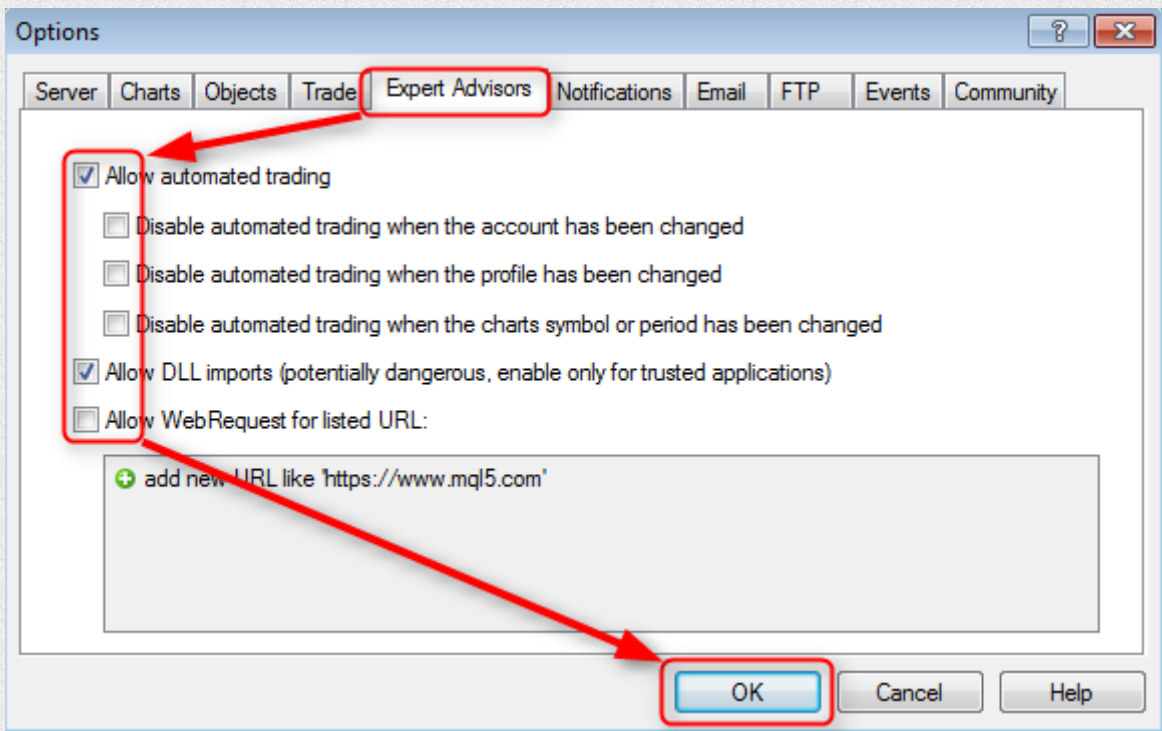 Options
Server Charts Objects Trade Expert Advisors Notifications Email FTP Events Community
Allow automated trading
Disable automated trading when the account has been changed
Disable automated trading when the profile has been changed
Disable automated trading when the charts symbol or period has been changed
Allow DLL imports (potentially dangerous, enable only for trusted applications)
Allow WebRequest for listed URL:
add new URL like 'https://www.mql5.com'
OK Cancel Help